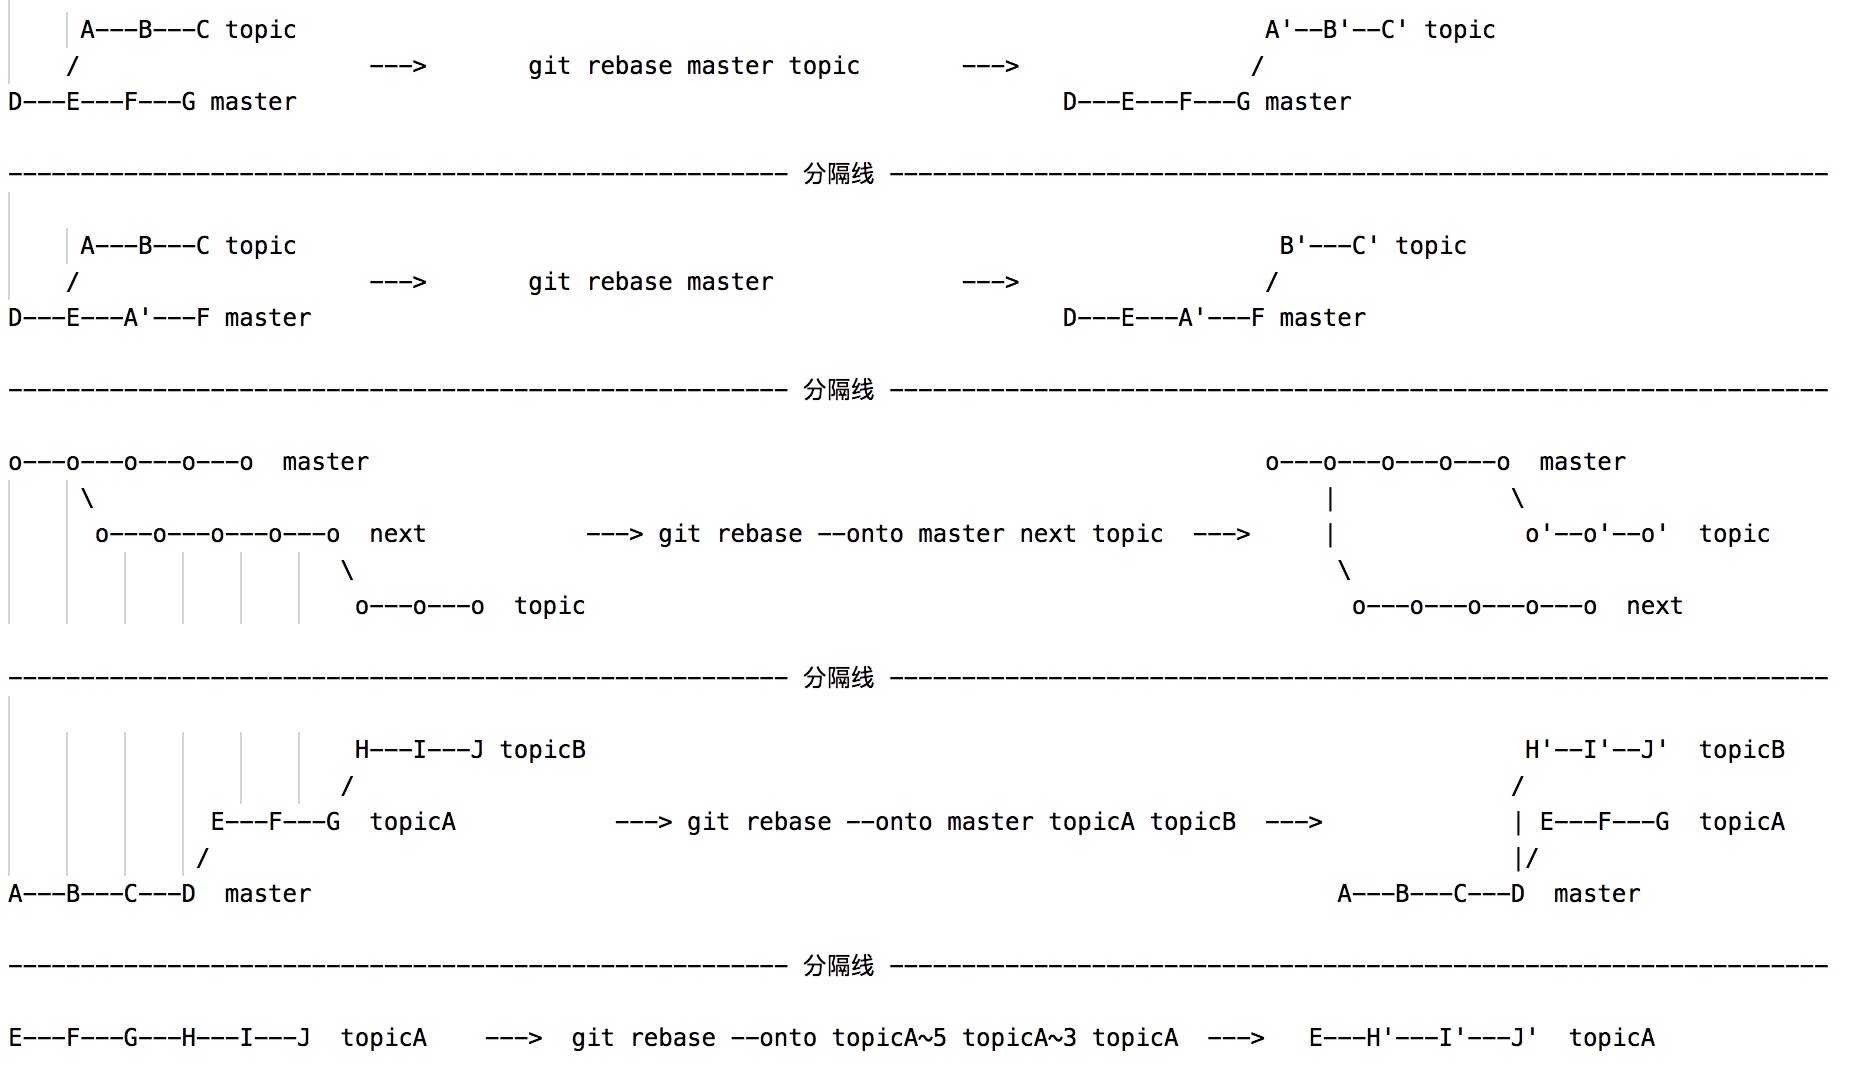 A---B---C topic A'--B'--C' topic
/ ---> git rebase master topic ---> /
D---E---F---G master D---E---F---G master
------------------------------------------------------ 分隔线 -----------------------------------------------------------------
A---B---C topic B'---C' topic
/ ---> git rebase master ---> /
D---E---A'---F master D---E---A'---F master
------------------------------------------------------ 分隔线 -----------------------------------------------------------------
o---o---o---o---o master o---o---o---o---o master
\ | \
o---o---o---o---o next ---> git rebase --onto master next topic ---> | o'--o'--o' topic
\ \
o---o---o topic o---o---o---o---o next
------------------------------------------------------ 分隔线 -----------------------------------------------------------------
H---I---J topicB H'--I'--J' topicB
/ /
E---F---G topicA ---> git rebase --onto master topicA topicB ---> | E---F---G topicA
/ |/
A---B---C---D master A---B---C---D master
------------------------------------------------------ 分隔线 -----------------------------------------------------------------
E---F---G---H---I---J topicA ---> git rebase --onto topicA~5 topicA~3 topicA ---> E---H'---I'---J' topicA